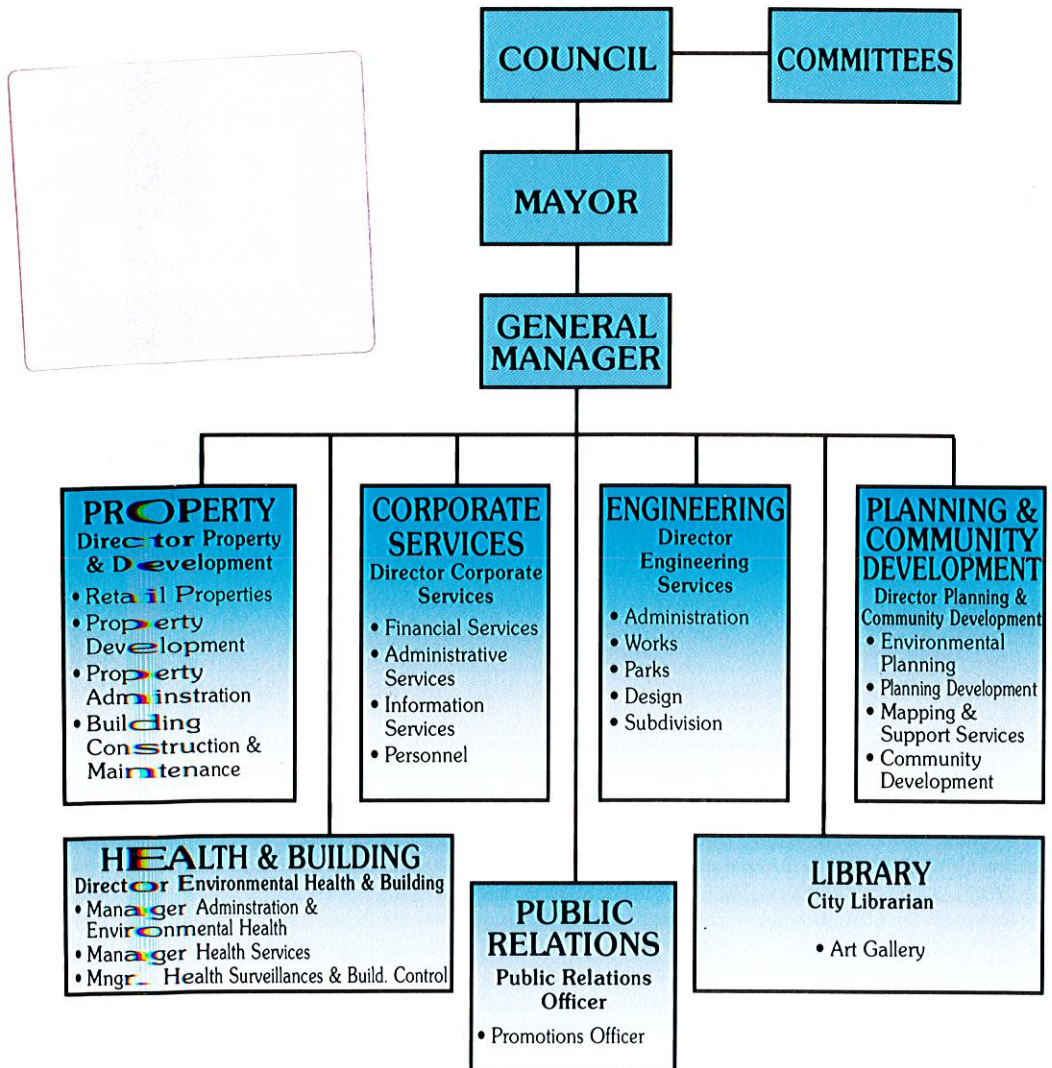 COUNCIL
COMMITTEES
MAYOR
GENERAL
MANAGER
PROPERTY
Director Property
& Development
• Retail Properties
• Property
Development
• Property
Adminstration
• Building
Construction &
Maintenance
CORPORATE
SERVICES
Director Corporate
Services
• Financial Services
• Administrative
Services
• Information
Services
• Personnel
ENGINEERING
Director
Engineering
Services
• Administration
• Works
• Parks
• Design
• Subdivision
PLANNING &
COMMUNITY
DEVELOPMENT
Director Planning &
Community Development
• Environmental
Planning
• Planning Development
• Mapping &
Support Services
• Community
Development
HEALTH & BUILDING
Director Environmental Health & Building
• Manager Adminstration &
Environmental Health
• Manager Health Services
• Mngr. Health Surveillances & Build. Control
PUBLIC
RELATIONS
Public Relations
Officer
• Promotions Officer
LIBRARY
City Librarian
• Art Gallery